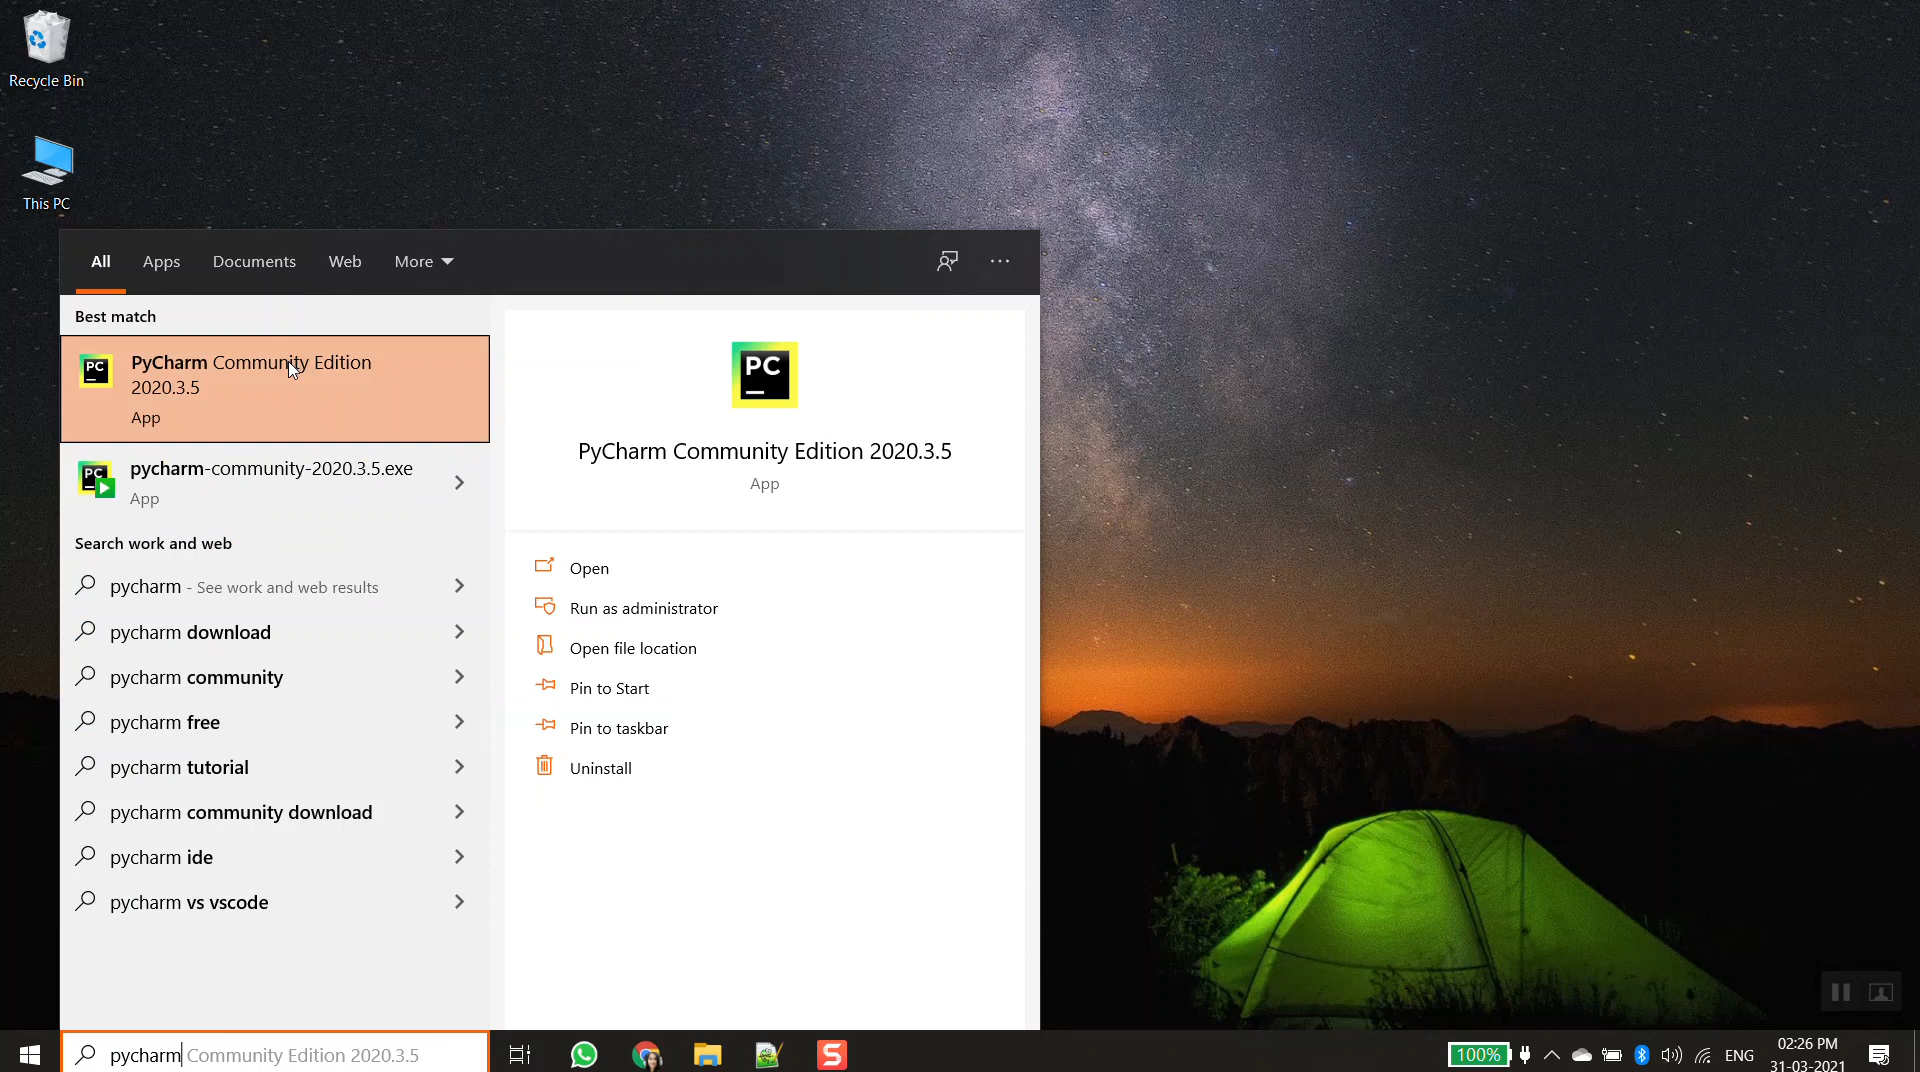 Recycle Bin
This PC
All Apps Documents Web More
Best match
PyCharm Community Edition
2020.3.5
App
pycharm-community-2020.3.5.exe
App
Search work and web
pycharm - See work and web results
pycharm download
pycharm community
pycharm free
pycharm tutorial
pycharm community download
pycharm ide
pycharm vs vscode
PC
PyCharm Community Edition 2020.3.5
App
Open
Run as administrator
Open file location
Pin to Start
Pin to taskbar
Uninstall
pycharm Community Edition 2020.3.5
S
100%
ENG
02:26 PM
31-03-2021